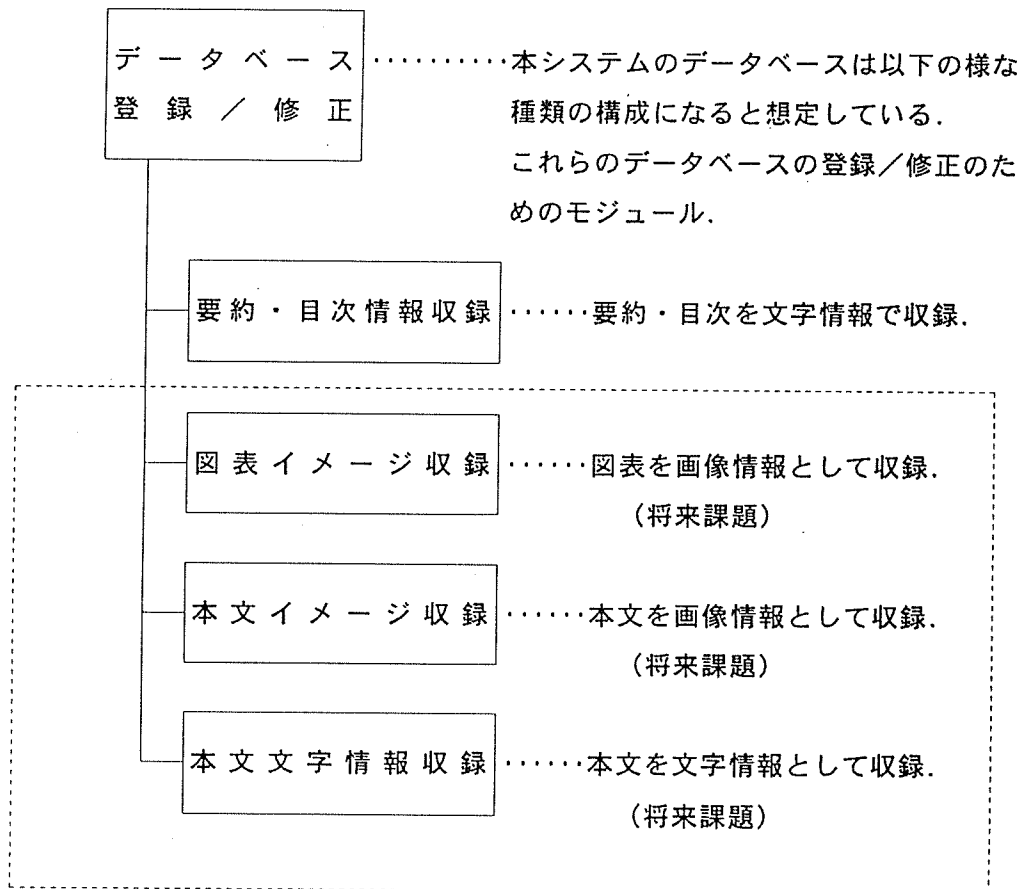 データベース ··········本システムのデータベースは以下の様な
登録／修正 種類の構成になると想定している．
これらのデータベースの登録／修正のた
めのモジュール．
要約・目次情報収録 ······要約・目次を文字情報で収録．
図表イメージ収録 ······図表を画像情報として収録．
（将来課題）
本文イメージ収録 ······本文を画像情報として収録．
（将来課題）
本文文字情報収録 ······本文を文字情報として収録．
（将来課題）